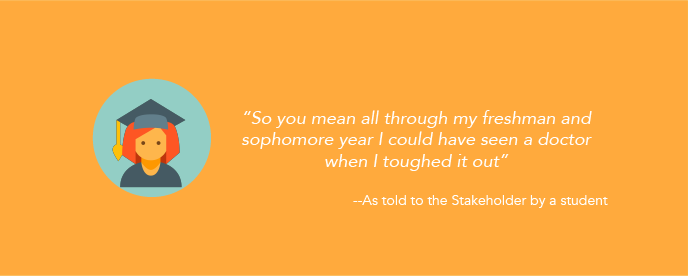 “So you mean all through my freshman and
sophomore year I could have seen a doctor
when I toughed it out“
--As told to the Stakeholder by a student